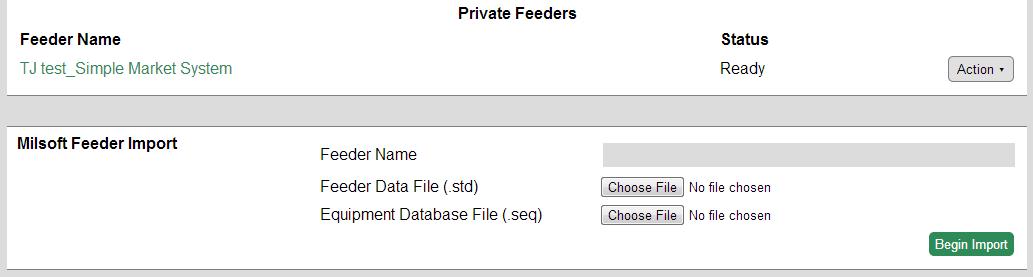 Private Feeders
Feeder Name Status
TJ test_Simple Market System Ready Action ▾
Milsoft Feeder Import
Feeder Name
Feeder Data File (.std) Choose File No file chosen
Equipment Database File (.seq) Choose File No file chosen
Begin Import